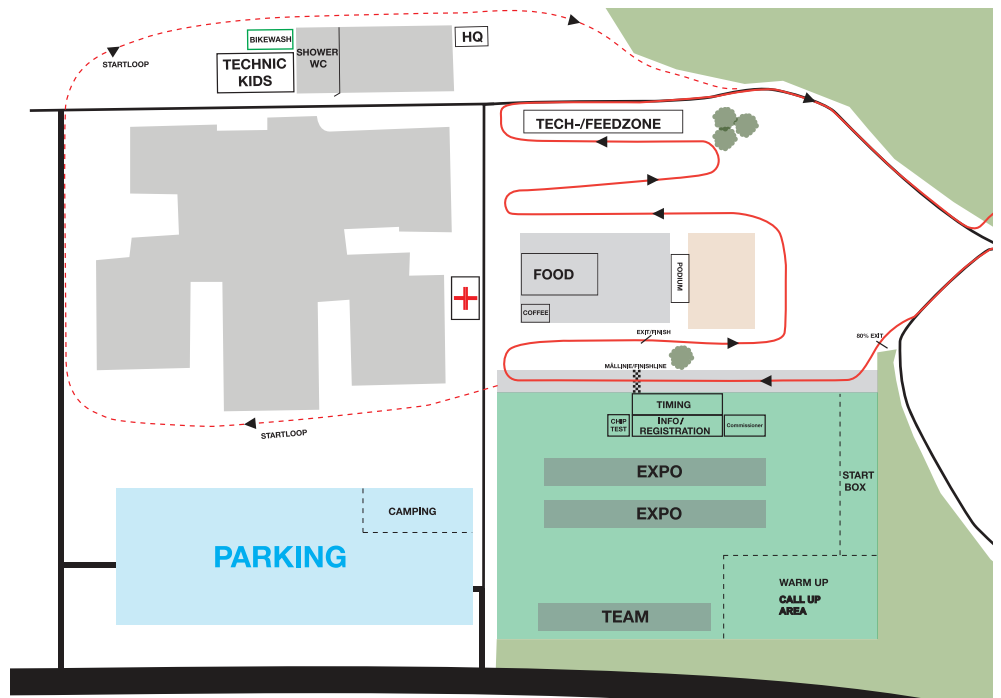 BIKEWASH
SHOWER
WC
HQ
STARTLOOP
TECHNIC
KIDS
TECH-/FEEDZONE
FOOD
PODIUM
COFFEE
EXIT/FINISH
80% EXIT
MÅLLINJE/FINISHLINE
TIMING
CHIP
TEST
INFO/
REGISTRATION
Commissioner
STARTLOOP
EXPO
START
BOX
CAMPING
EXPO
PARKING
WARM UP
CALL UP
AREA
TEAM